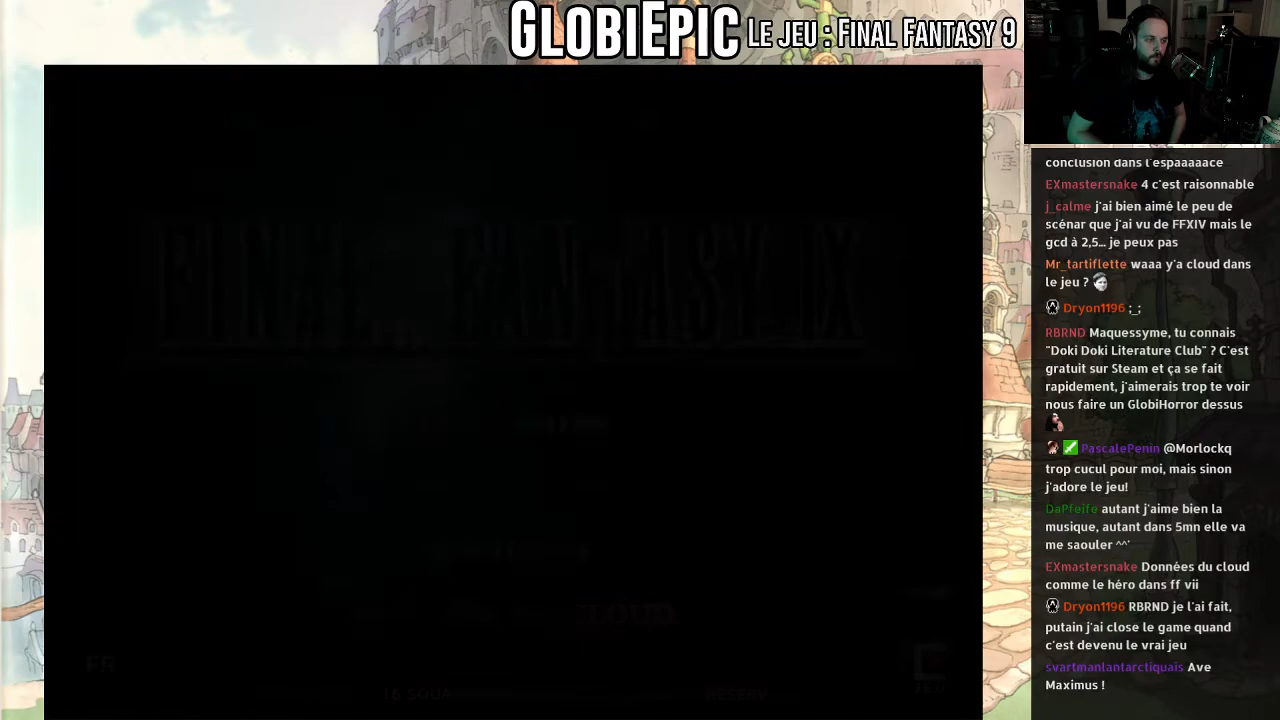 GLOBIEPIC LE JEU : FINAL FANTASY 9
conclusion dans l'espaaaaace
EXmastersnake 4 c'est raisonnable
j_calme j'ai bien aimé le peu de
scénar que j'ai vu de FFXIV mais le
gcd à 2,5... je peux pas
Mr_tartiflette waaa y'a cloud dans
le jeu ?
Dryon1196 ;_;
RBRND Maquessyme, tu connais
"Doki Doki Literature Club" ? C'est
gratuit sur Steam et ça se fait
rapidement, j'aimerais trop te voir
nous faire un GlobiHorror dessus
PascalePenin @Morlockq
trop cucul pour moi, mais sinon
j'adore le jeu!
DaPfeife autant j'aime bien la
musique, autant dans 5mn elle va
me saouler ^^'
EXmastersnake Données du cloud
comme le héro dans ff vii
Dryon1196 RBRND je l'ai fait,
putain j'ai close le game quand
c'est devenu le vrai jeu
svartmanlantarctiquais Ave
Maximus !
FINAL FANTASY IX
FR